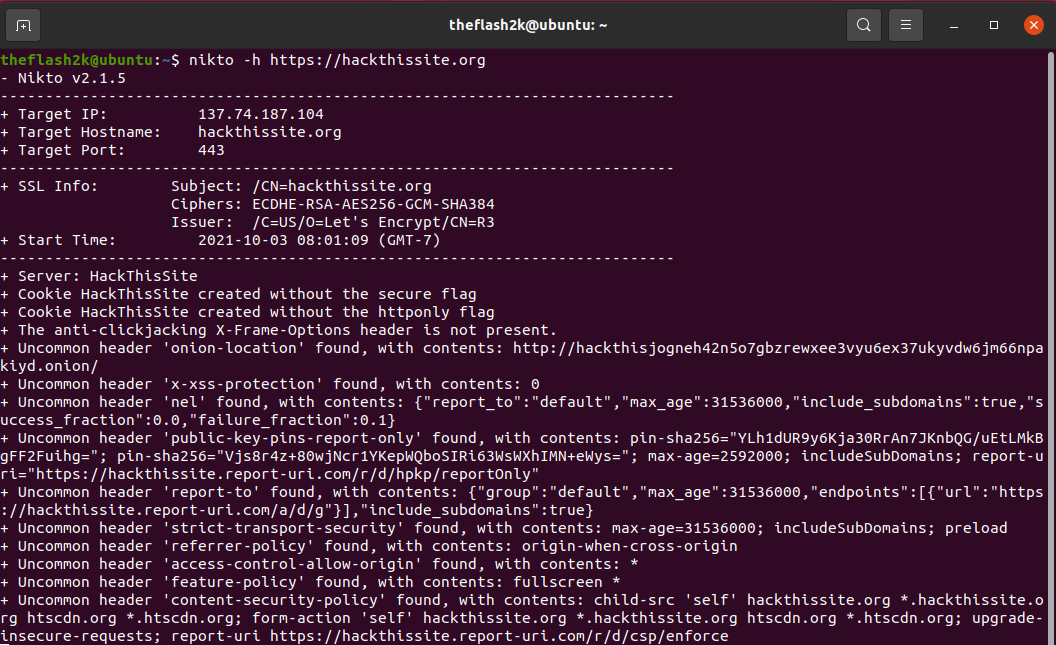 theflash2k@ubuntu: ~
theflash2k@ubuntu:~$ nikto -h https://hackthissite.org
- Nikto v2.1.5
---------------------------------------------------------------------------
+ Target IP:          137.74.187.104
+ Target Hostname:    hackthissite.org
+ Target Port:        443
---------------------------------------------------------------------------
+ SSL Info:        Subject: /CN=hackthissite.org
                   Ciphers: ECDHE-RSA-AES256-GCM-SHA384
                   Issuer:  /C=US/O=Let's Encrypt/CN=R3
+ Start Time:         2021-10-03 08:01:09 (GMT-7)
---------------------------------------------------------------------------
+ Server: HackThisSite
+ Cookie HackThisSite created without the secure flag
+ Cookie HackThisSite created without the httponly flag
+ The anti-clickjacking X-Frame-Options header is not present.
+ Uncommon header 'onion-location' found, with contents: http://hackthisjogneh42n5o7gbzrewxee3vyu6ex37ukyvdw6jm66npa
kiyd.onion/
+ Uncommon header 'x-xss-protection' found, with contents: 0
+ Uncommon header 'nel' found, with contents: {"report_to":"default","max_age":31536000,"include_subdomains":true,"s
uccess_fraction":0.0,"failure_fraction":0.1}
+ Uncommon header 'public-key-pins-report-only' found, with contents: pin-sha256="YLh1dUR9y6Kja30RrAn7JKnbQG/uEtLMkB
gFF2Fuihg="; pin-sha256="Vjs8r4z+80wjNcr1YKepWQboSIRi63WsWXhIMN+eWys="; max-age=2592000; includeSubDomains; report-u
ri="https://hackthissite.report-uri.com/r/d/hpkp/reportOnly"
+ Uncommon header 'report-to' found, with contents: {"group":"default","max_age":31536000,"endpoints":[{"url":"https
://hackthissite.report-uri.com/a/d/g"}],"include_subdomains":true}
+ Uncommon header 'strict-transport-security' found, with contents: max-age=31536000; includeSubDomains; preload
+ Uncommon header 'referrer-policy' found, with contents: origin-when-cross-origin
+ Uncommon header 'access-control-allow-origin' found, with contents: *
+ Uncommon header 'feature-policy' found, with contents: fullscreen *
+ Uncommon header 'content-security-policy' found, with contents: child-src 'self' hackthissite.org *.hackthissite.o
rg htscdn.org *.htscdn.org; form-action 'self' hackthissite.org *.hackthissite.org htscdn.org *.htscdn.org; upgrade-
insecure-requests; report-uri https://hackthissite.report-uri.com/r/d/csp/enforce